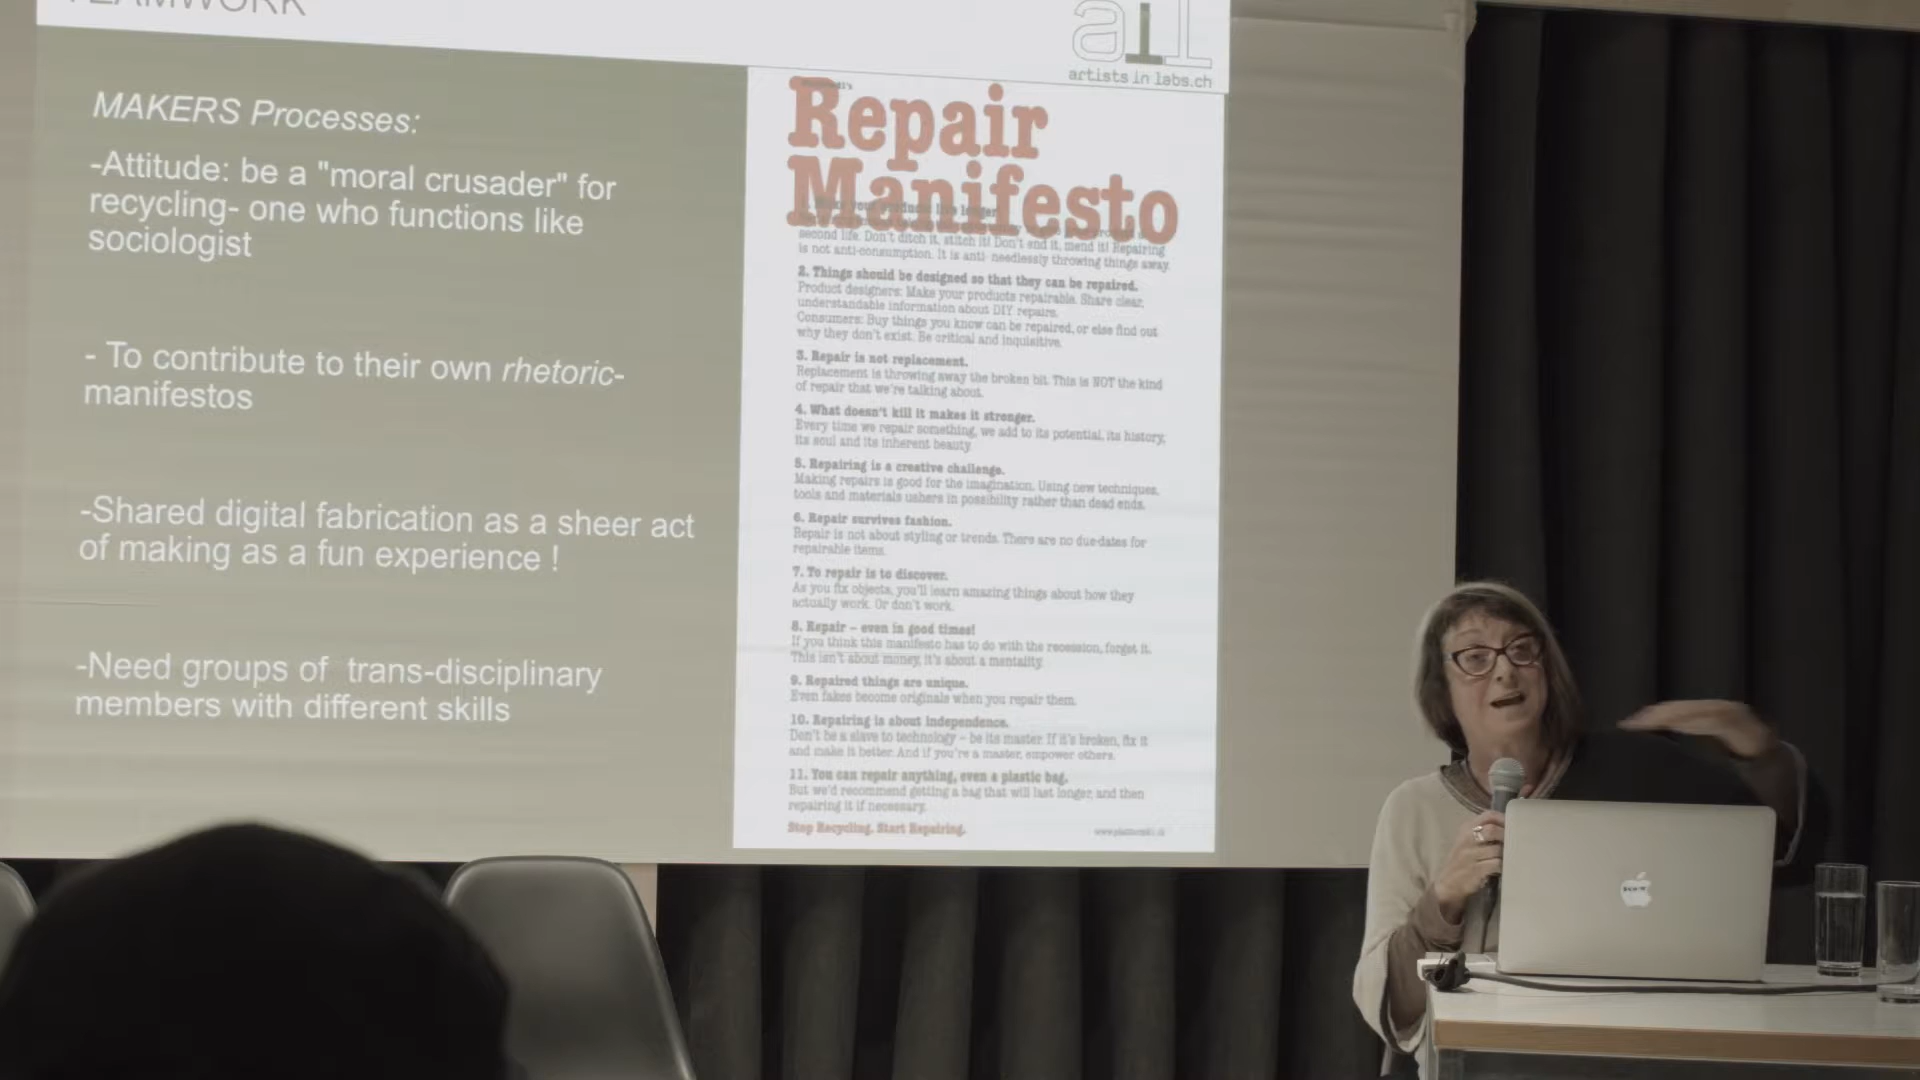 TEAMWORK
ail
artists in labs.ch
MAKERS Processes:
-Attitude: be a "moral crusader" for
recycling- one who functions like
sociologist
- To contribute to their own rhetoric-
manifestos
-Shared digital fabrication as a sheer act
of making as a fun experience !
-Need groups of trans-disciplinary
members with different skills
Repair
Manifesto
1. Make your products live longer
second life. Don't ditch it, stitch it! Don't end it, mend it! Repairing
is not anti-consumption. It is anti- needlessly throwing things away.
2. Things should be designed so that they can be repaired.
Product designers: Make your products repairable. Share clear,
understandable information about DIY repairs.
Consumers: Buy things you know can be repaired, or else find out
why they don't exist. Be critical and inquisitive.
3. Repair is not replacement.
Replacement is throwing away the broken bit. This is NOT the kind
of repair that we're talking about.
4. What doesn't kill it makes it stronger.
Every time we repair something, we add to its potential, its history,
its soul and its inherent beauty.
5. Repairing is a creative challenge.
Making repairs is good for the imagination. Using new techniques,
tools and materials ushers in possibility rather than dead ends.
6. Repair survives fashion.
Repair is not about styling or trends. There are no due-dates for
repairable items.
7. To repair is to discover.
As you fix objects, you'll learn amazing things about how they
actually work. Or don't work.
8. Repair – even in good times!
If you think this manifesto has to do with the recession, forget it.
This isn't about money, it's about a mentality.
9. Repaired things are unique.
Even fakes become originals when you repair them.
10. Repairing is about independence.
Don't be a slave to technology – be its master. If it's broken, fix it
and make it better. And if you're a master, empower others.
11. You can repair anything, even a plastic bag.
But we'd recommend getting a bag that will last longer, and then
repairing it if necessary.
Stop Recycling. Start Repairing.